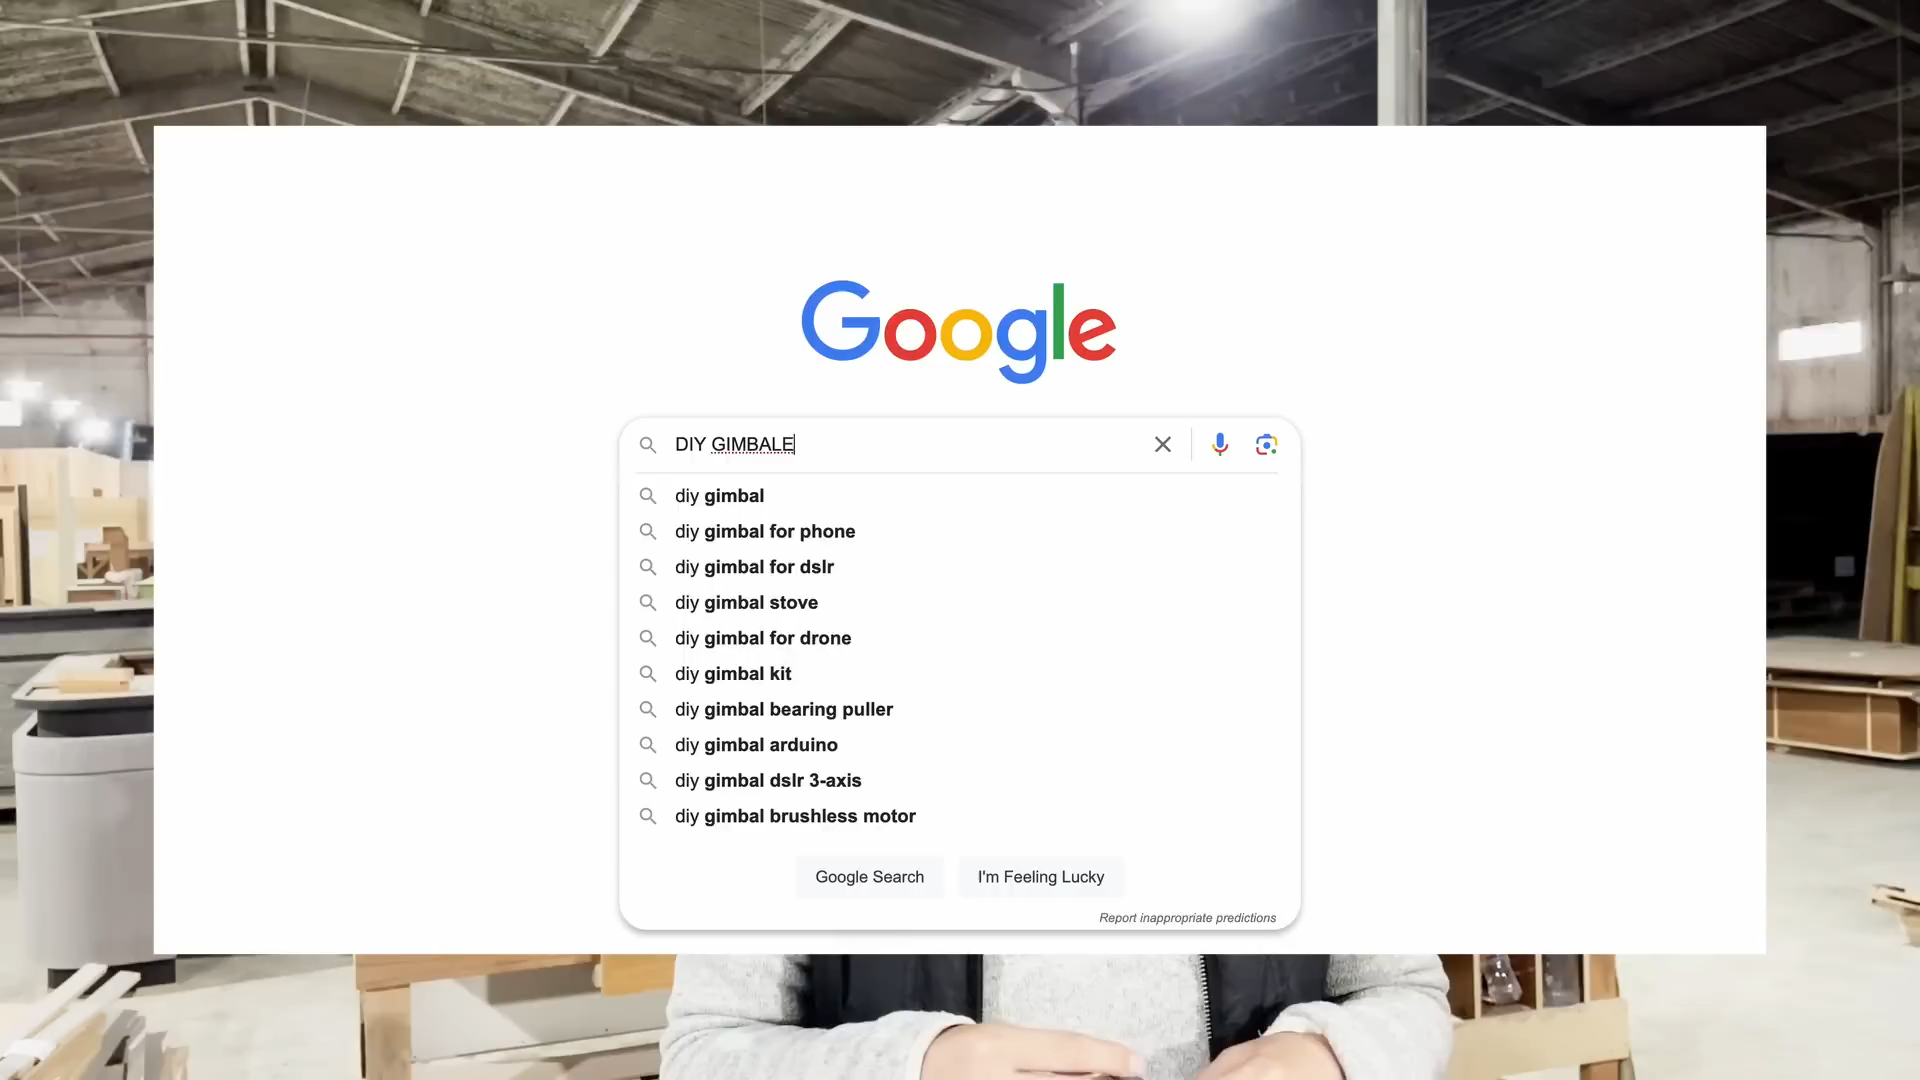 Google
DIY GIMBALE
diy gimbal
diy gimbal for phone
diy gimbal for dslr
diy gimbal stove
diy gimbal for drone
diy gimbal kit
diy gimbal bearing puller
diy gimbal arduino
diy gimbal dslr 3-axis
diy gimbal brushless motor
Google Search
I'm Feeling Lucky
Report inappropriate predictions